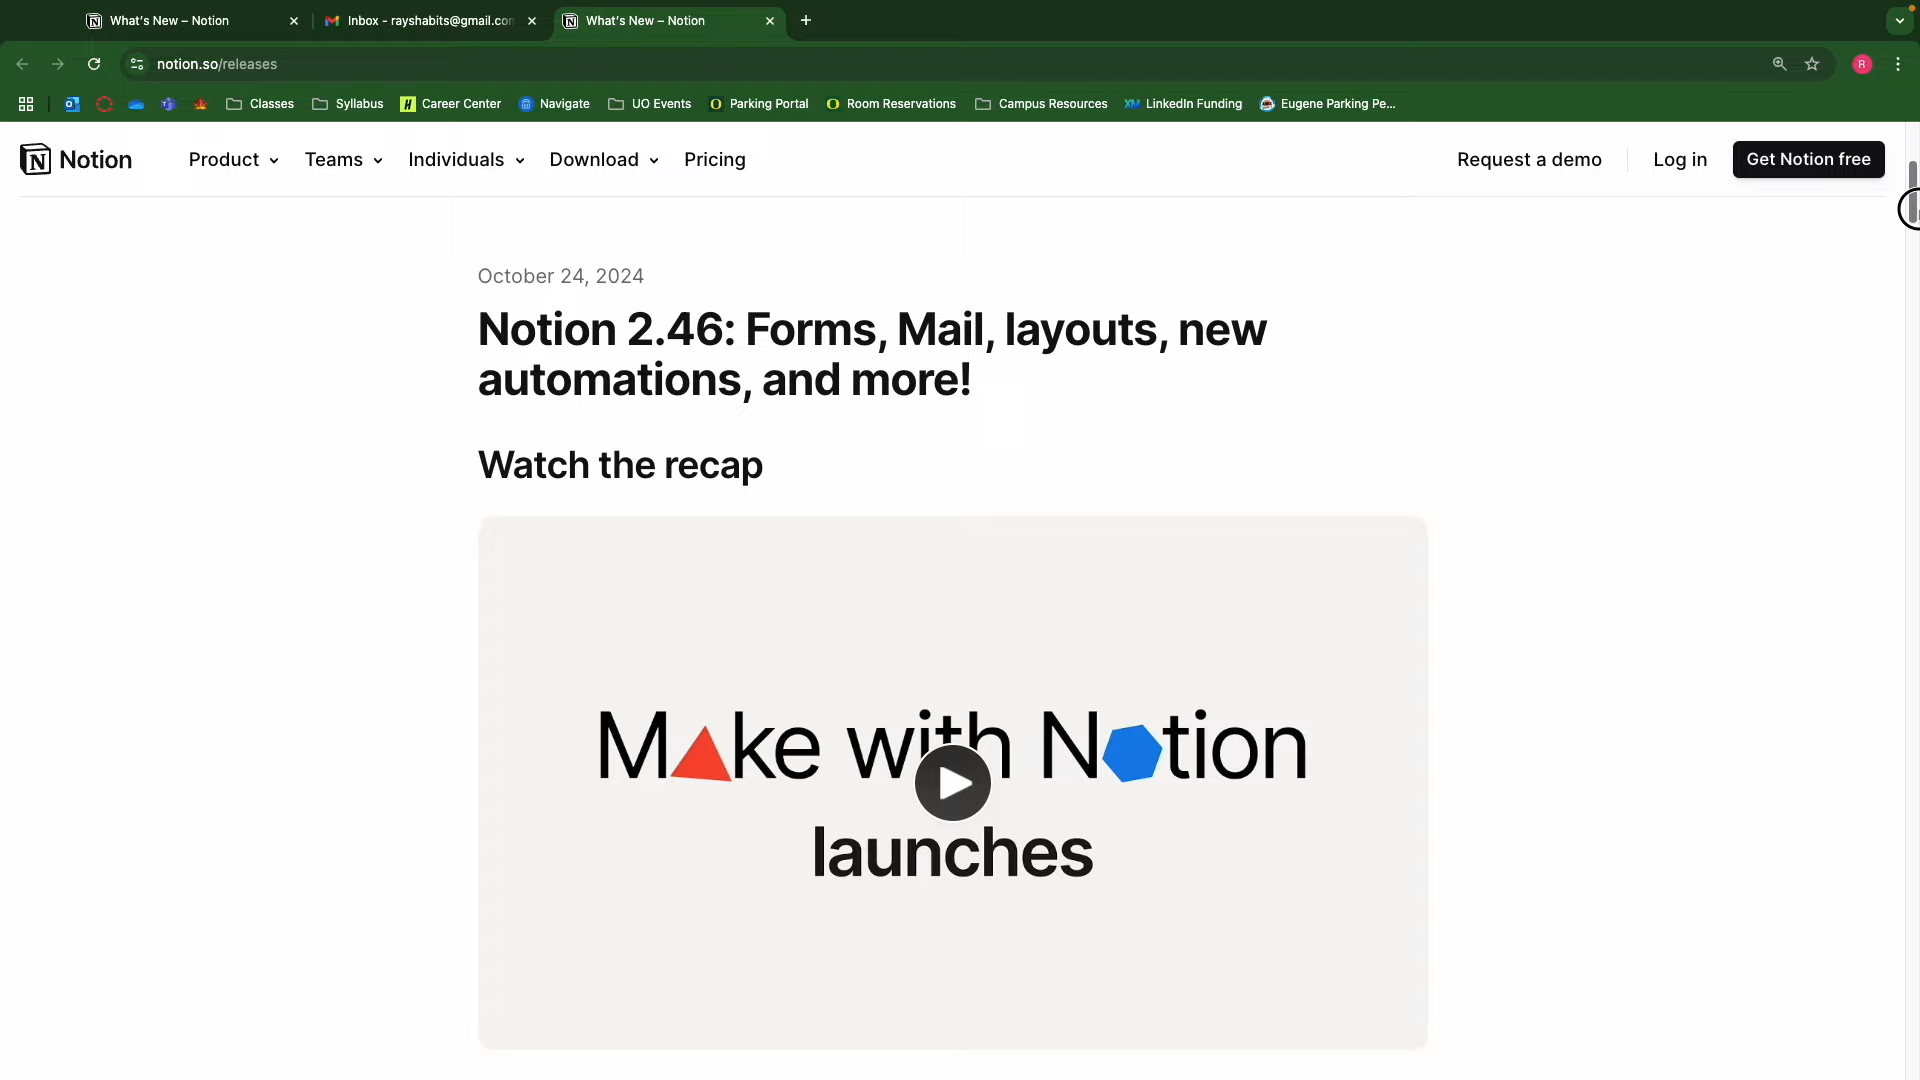 What's New – Notion
Inbox - rayshabits@gmail.con
What's New – Notion
notion.so/releases
R
Classes
Syllabus
Career Center
Navigate
UO Events
Parking Portal
Room Reservations
Campus Resources
LinkedIn Funding
Eugene Parking Pe...
Notion
Product
Teams
Individuals
Download
Pricing
Request a demo
Log in
Get Notion free
October 24, 2024
Notion 2.46: Forms, Mail, layouts, new
automations, and more!
Watch the recap
Make with Notion
launches